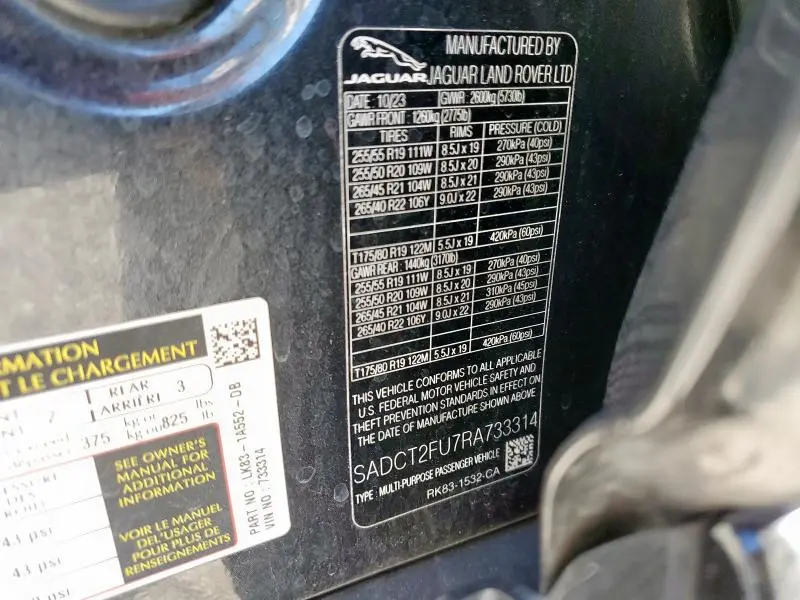 JAGUAR
MANUFACTURED BY
JAGUAR LAND ROVER LTD
DATE 10/23 GVWR: 2600kg (5730lb)
GAWR FRONT : 1260kg (2775lb)
TIRES RIMS PRESSURE (COLD)
255/55 R19 111W 8.5J x 19 270kPa (40psi)
255/50 R20 109W 8.5J x 20 290kPa (43psi)
265/45 R21 104W 8.5J x 21 290kPa (43psi)
265/40 R22 106Y 9.0J x 22 290kPa (43psi)
T175/80 R19 122M 5.5J x 19 420kPa (60psi)
GAWR REAR : 1440kg (3170lb)
255/55 R19 111W 8.5J x 19 270kPa (40psi)
255/50 R20 109W 8.5J x 20 290kPa (43psi)
265/45 R21 104W 8.5J x 21 310kPa (45psi)
265/40 R22 106Y 9.0J x 22 290kPa (43psi)
T175/80 R19 122M 5.5J x 19 420kPa (60psi)
THIS VEHICLE CONFORMS TO ALL APPLICABLE
U.S. FEDERAL MOTOR VEHICLE SAFETY AND
THEFT PREVENTION STANDARDS IN EFFECT ON
THE DATE OF MANUFACTURE SHOWN ABOVE
SADCT2FU7RA733314
TYPE : MULTI-PURPOSE PASSENGER VEHICLE
RK83-1532-CA
LE CHARGEMENT
2 REAR 3
ARRIÈRE
375 kg or 825 lb
SEE OWNER'S
MANUAL FOR
ADDITIONAL
INFORMATION
VOIR LE MANUEL
DEL'USAGER
POUR PLUS DE
RENSEIGNEMENTS
43 psi
43 psi
psi
PART NO : LK83-1A552-DB
VIN NO : 733314